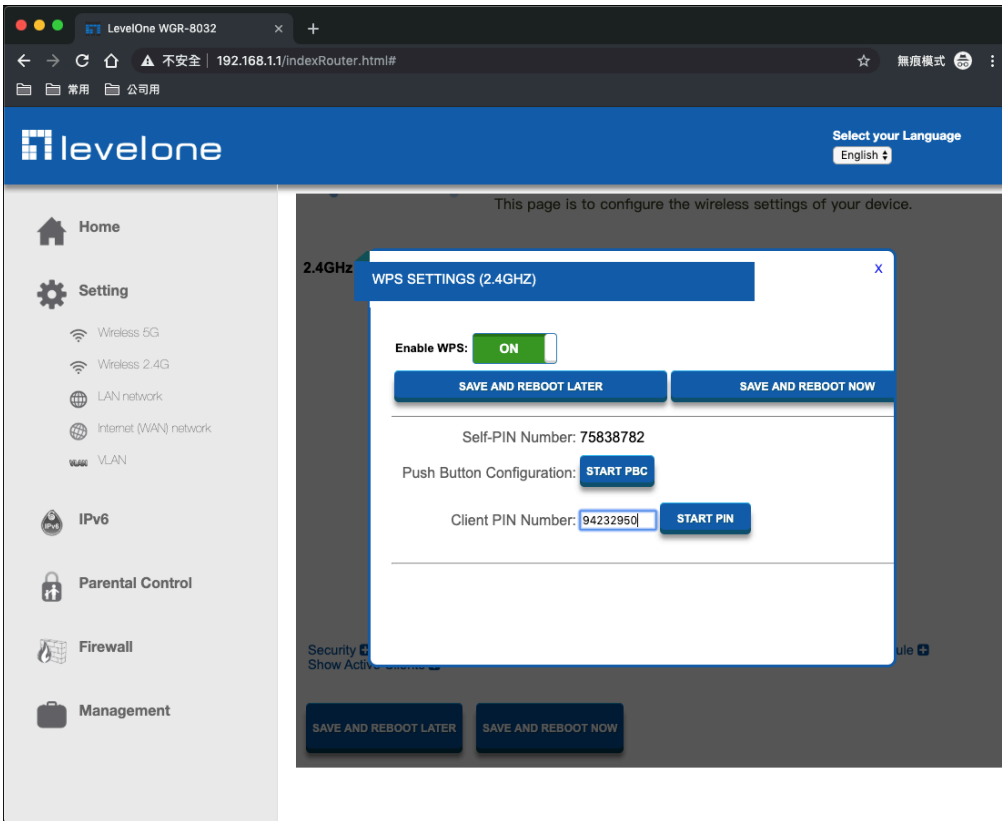 LevelOne WGR-8032
不安全 | 192.168.1.1/indexRouter.html#
無痕模式
常用 公司用
levelone
Select your Language
English
Home
Setting
Wireless 5G
Wireless 2.4G
LAN network
Internet (WAN) network
VLAN VLAN
IPv6 IPv6
Parental Control
Firewall
Management
This page is to configure the wireless settings of your device.
2.4GHz
WPS SETTINGS (2.4GHZ) X
Enable WPS: ON
SAVE AND REBOOT LATER SAVE AND REBOOT NOW
Self-PIN Number: 75838782
Push Button Configuration: START PBC
Client PIN Number: 94232950 START PIN
Security
Show Active Clients
SAVE AND REBOOT LATER SAVE AND REBOOT NOW